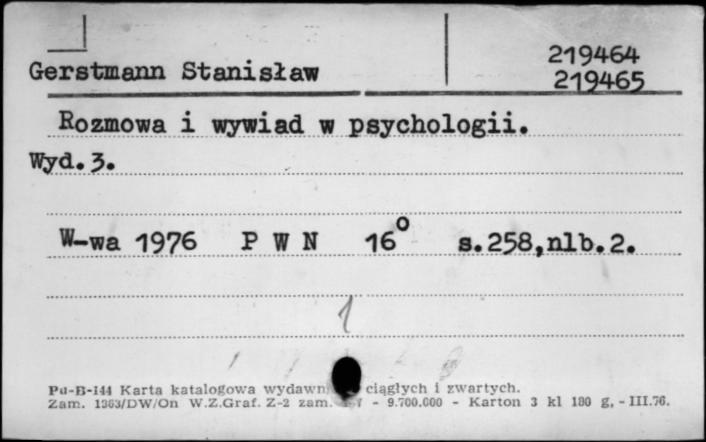 219464
Gerstmann Stanisław 219465
Rozmowa i wywiad w psychologii.
Wyd.3.
W-wa 1976 P W N 16° s.258,nlb.2.
1
Pu-B-144 Karta katalogowa ciągłych i zwartych.
Zam. 1363/DW/On W.Z.Graf. Z-2 zam. - 9.700.000 - Karton 3 kl 180 g, - III.76.